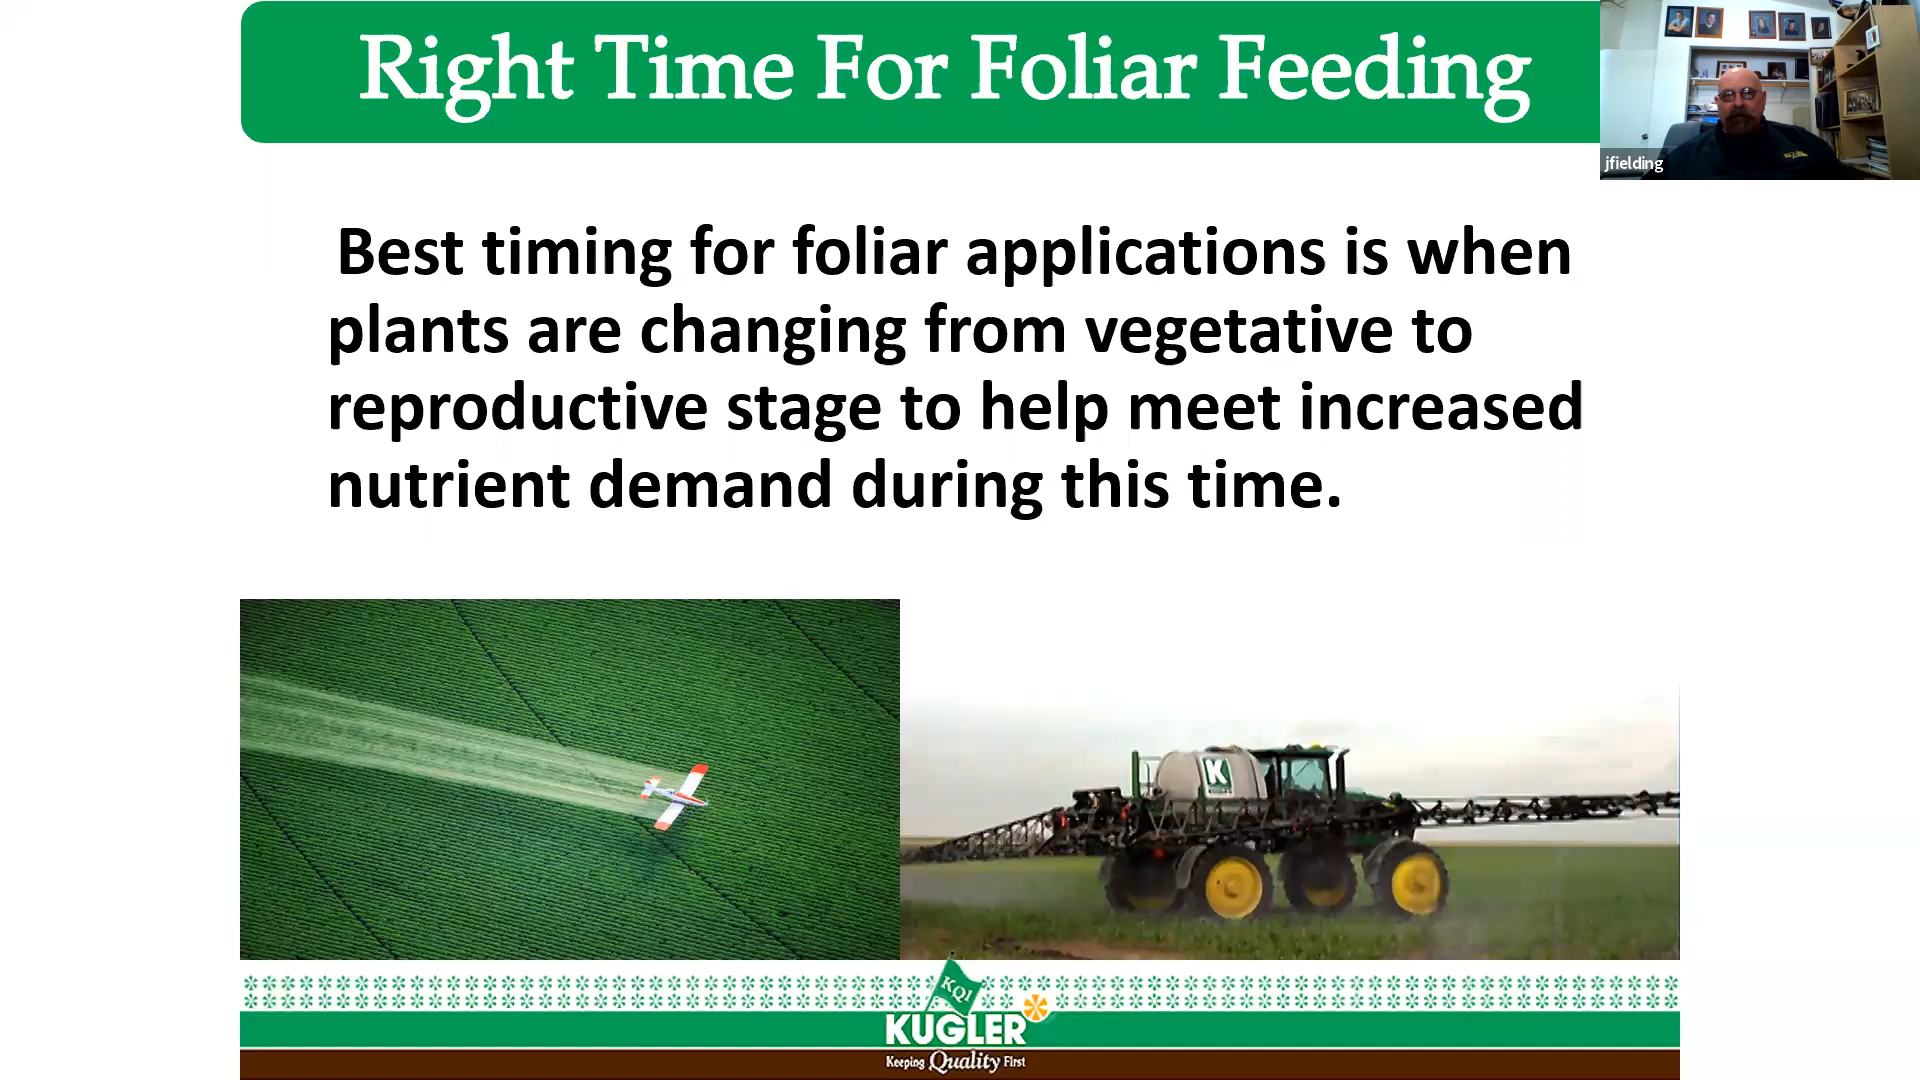 Right Time For Foliar Feeding
jfielding
Best timing for foliar applications is when
plants are changing from vegetative to
reproductive stage to help meet increased
nutrient demand during this time.
K
KQI
KUGLER
Keeping Quality First